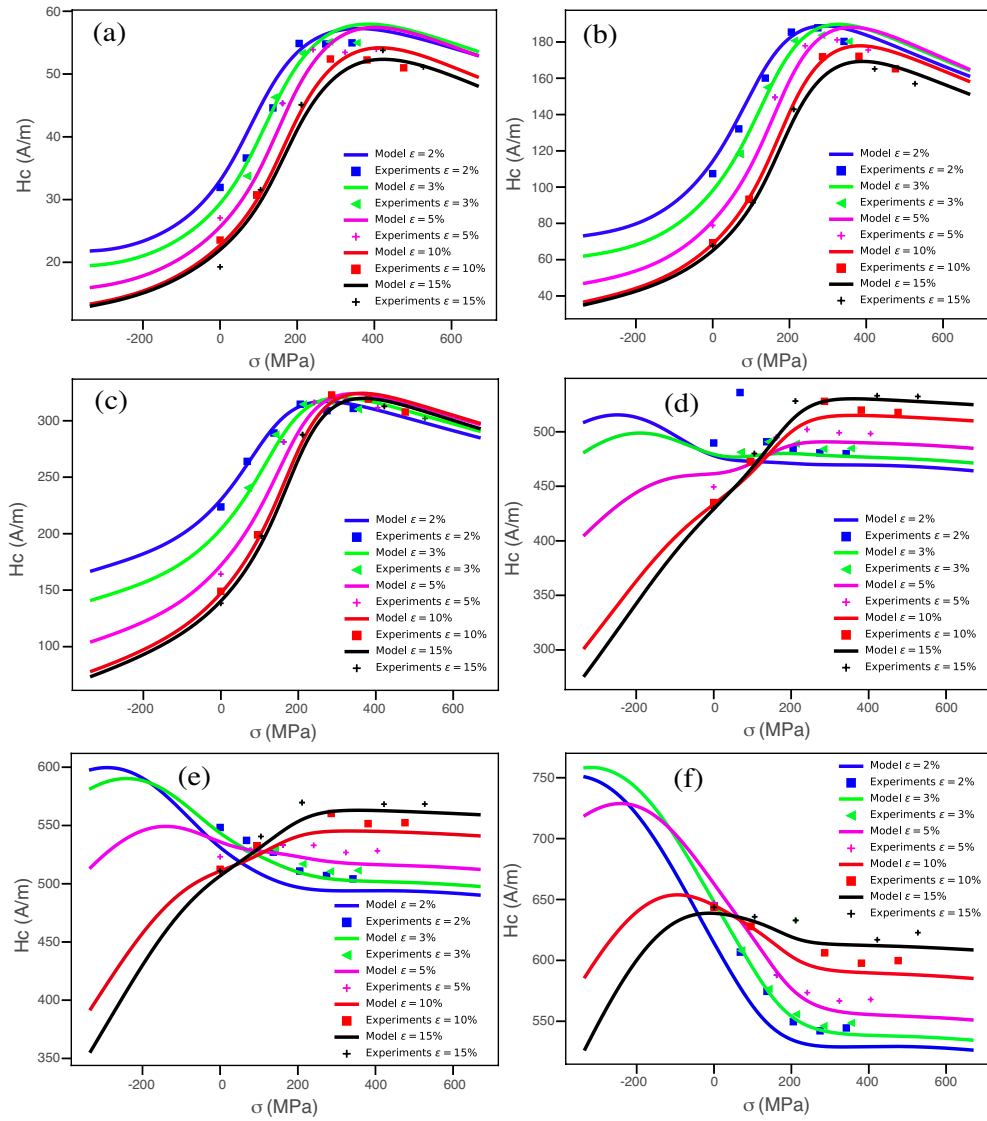 (a)
Hc (A/m)
60
50
40
30
20
-200
0
200
400
600
σ (MPa)
Model ε = 2%
Experiments ε = 2%
Model ε = 3%
Experiments ε = 3%
Model ε = 5%
Experiments ε = 5%
Model ε = 10%
Experiments ε = 10%
Model ε = 15%
Experiments ε = 15%
(b)
Hc (A/m)
180
160
140
120
100
80
60
40
-200
0
200
400
600
σ (MPa)
Model ε = 2%
Experiments ε = 2%
Model ε = 3%
Experiments ε = 3%
Model ε = 5%
Experiments ε = 5%
Model ε = 10%
Experiments ε = 10%
Model ε = 15%
Experiments ε = 15%
(c)
Hc (A/m)
300
250
200
150
100
-200
0
200
400
600
σ (MPa)
Model ε = 2%
Experiments ε = 2%
Model ε = 3%
Experiments ε = 3%
Model ε = 5%
Experiments ε = 5%
Model ε = 10%
Experiments ε = 10%
Model ε = 15%
Experiments ε = 15%
(d)
Hc (A/m)
500
450
400
350
300
-200
0
200
400
600
σ (MPa)
Model ε = 2%
Experiments ε = 2%
Model ε = 3%
Experiments ε = 3%
Model ε = 5%
Experiments ε = 5%
Model ε = 10%
Experiments ε = 10%
Model ε = 15%
Experiments ε = 15%
(e)
Hc (A/m)
600
550
500
450
400
350
-200
0
200
400
600
σ (MPa)
Model ε = 2%
Experiments ε = 2%
Model ε = 3%
Experiments ε = 3%
Model ε = 5%
Experiments ε = 5%
Model ε = 10%
Experiments ε = 10%
Model ε = 15%
Experiments ε = 15%
(f)
Hc (A/m)
750
700
650
600
550
-200
0
200
400
600
σ (MPa)
Model ε = 2%
Experiments ε = 2%
Model ε = 3%
Experiments ε = 3%
Model ε = 5%
Experiments ε = 5%
Model ε = 10%
Experiments ε = 10%
Model ε = 15%
Experiments ε = 15%